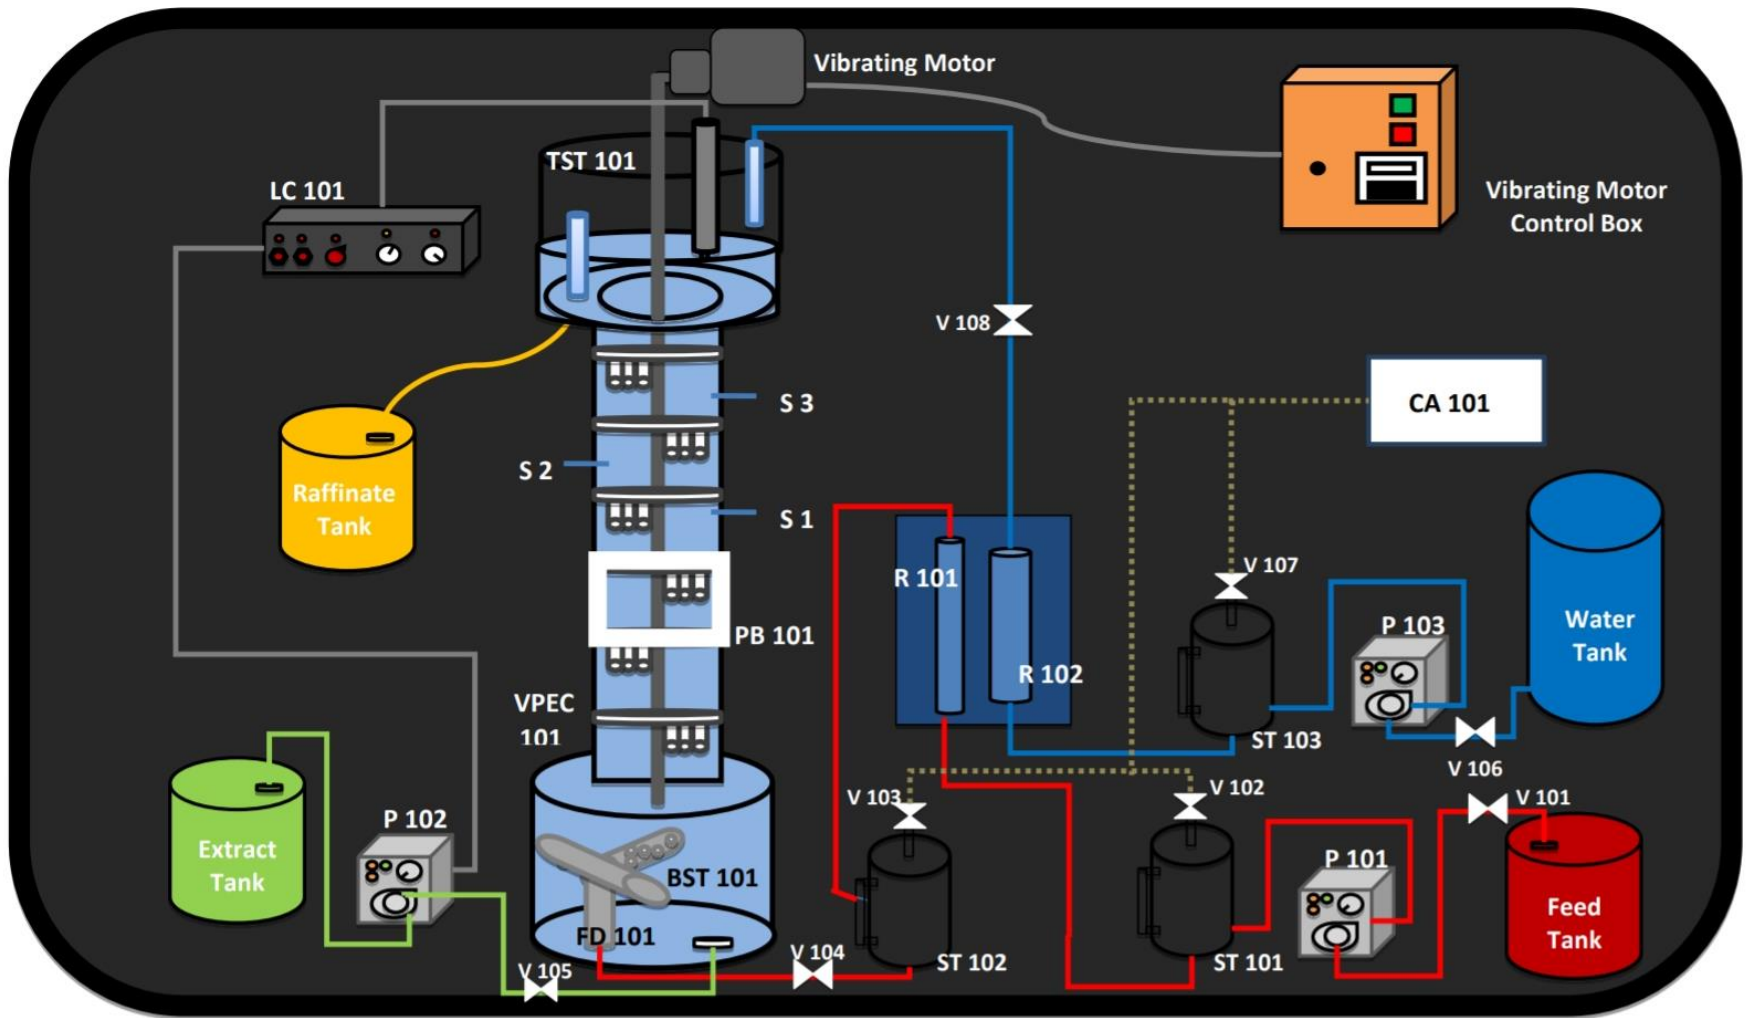 Vibrating Motor
TST 101
LC 101
Vibrating Motor
Control Box
V 108
S 3
CA 101
S 2
Raffinate
Tank
S 1
V 107
R 101
Water
Tank
P 103
PB 101
R 102
VPEC
101
ST 103
V 106
V 103
V 102
V 101
P 102
Extract
Tank
BST 101
P 101
Feed
Tank
FD 101
V 104
ST 102
ST 101
V 105